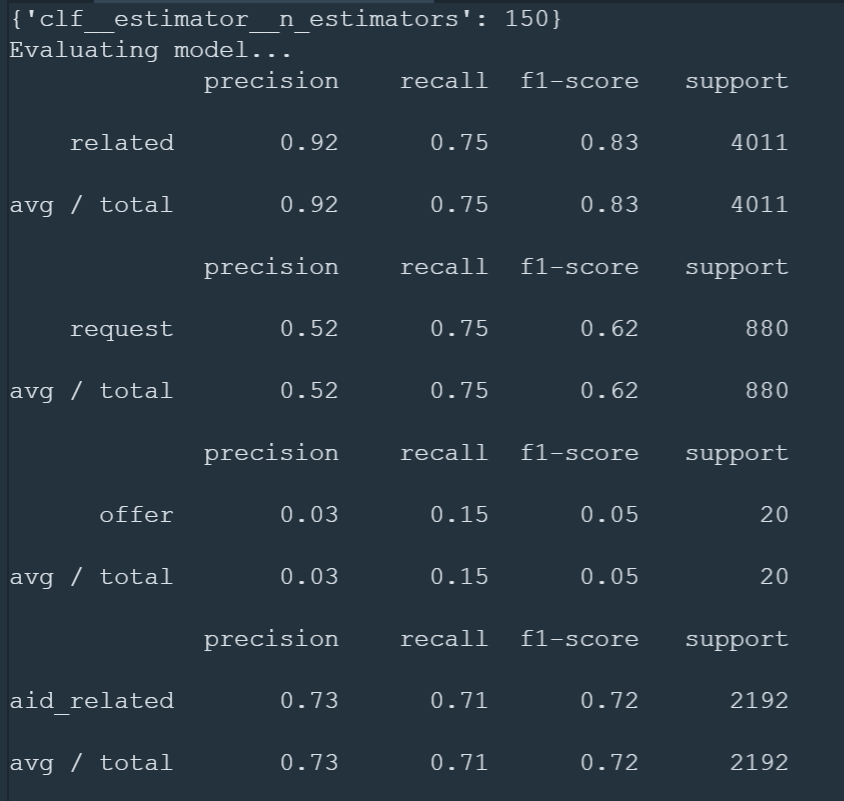 {'clf__estimator__n_estimators': 150}
Evaluating model...
             precision    recall  f1-score   support

    related       0.92      0.75      0.83      4011

avg / total       0.92      0.75      0.83      4011

             precision    recall  f1-score   support

    request       0.52      0.75      0.62       880

avg / total       0.52      0.75      0.62       880

             precision    recall  f1-score   support

      offer       0.03      0.15      0.05        20

avg / total       0.03      0.15      0.05        20

             precision    recall  f1-score   support

aid_related       0.73      0.71      0.72      2192

avg / total       0.73      0.71      0.72      2192